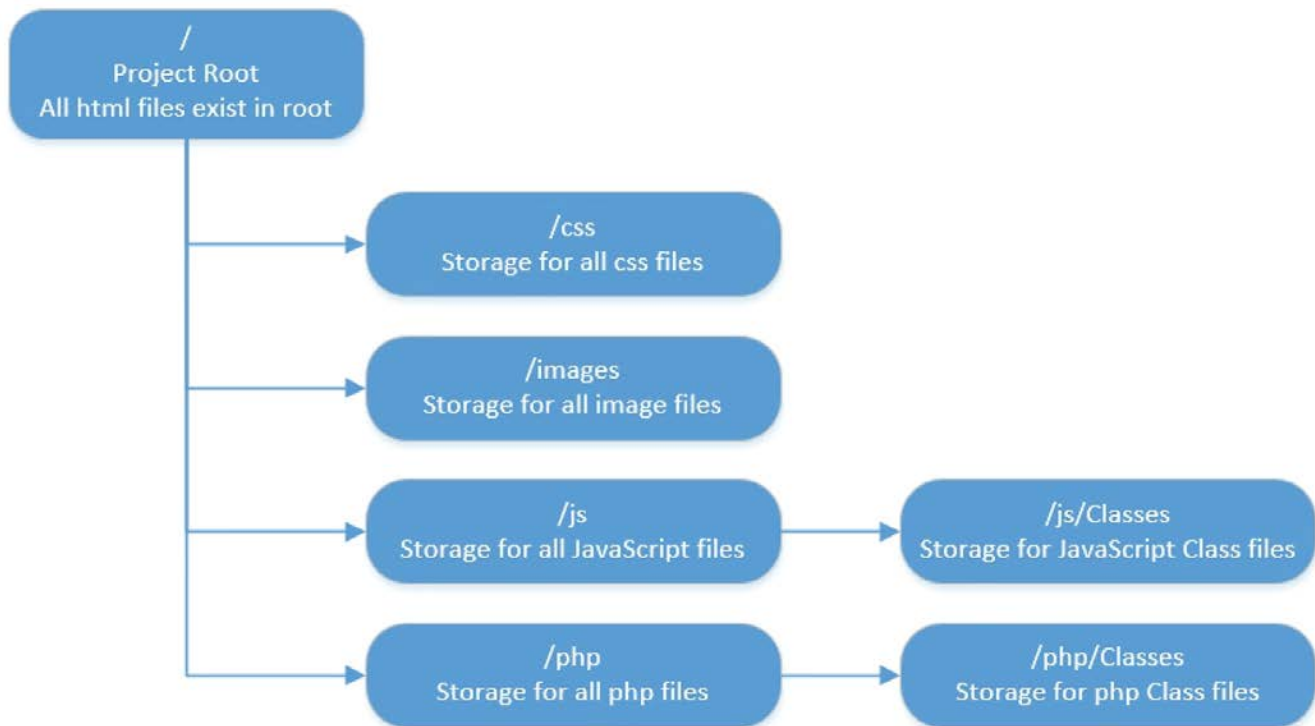 /
Project Root
All html files exist in root
/css
Storage for all css files
/images
Storage for all image files
/js
Storage for all JavaScript files
/js/Classes
Storage for JavaScript Class files
/php
Storage for all php files
/php/Classes
Storage for php Class files